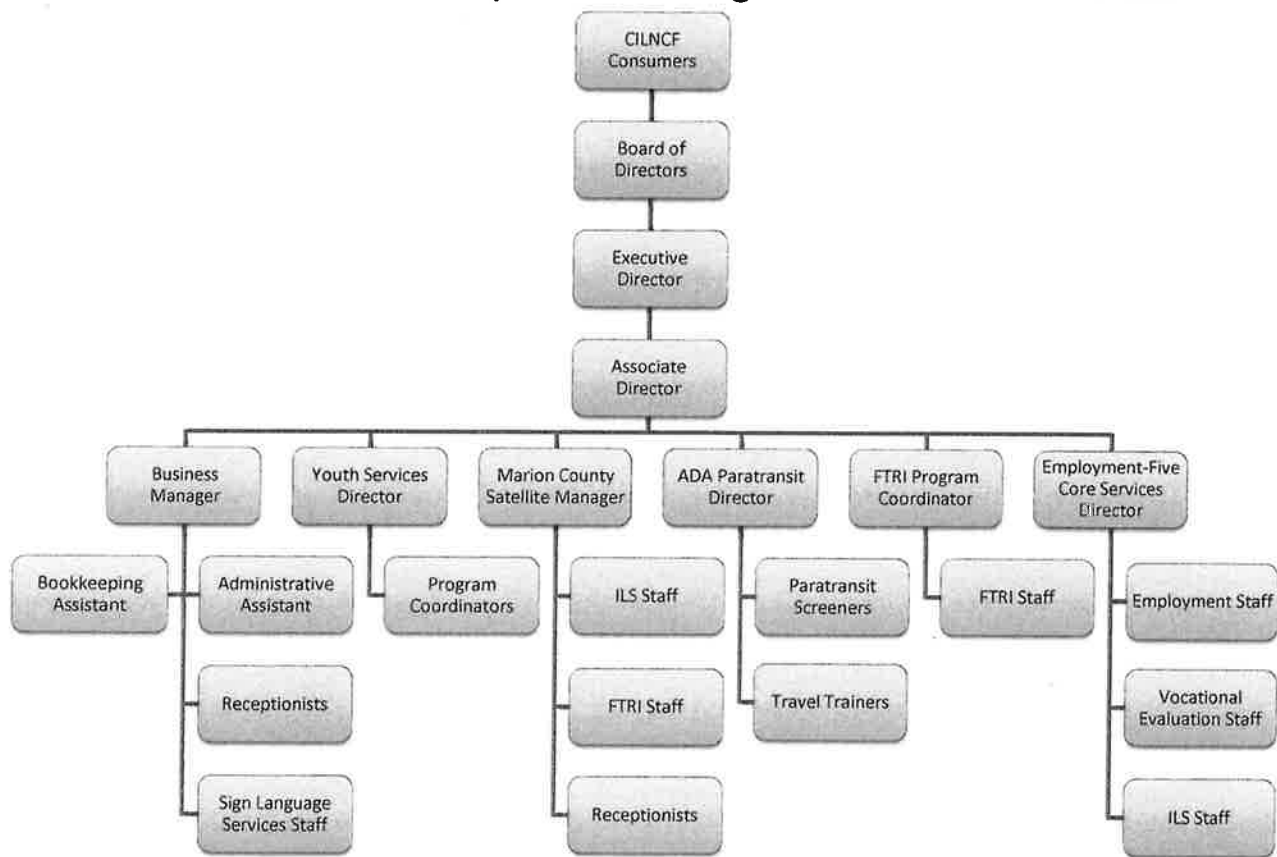 CILNCF
Consumers
Board of
Directors
Executive
Director
Associate
Director
Business
Manager
Youth Services
Director
Marion County
Satellite Manager
ADA Paratransit
Director
FTRI Program
Coordinator
Employment-Five
Core Services
Director
Bookkeeping
Assistant
Administrative
Assistant
Program
Coordinators
ILS Staff
Paratransit
Screeners
FTRI Staff
Employment Staff
Receptionists
FTRI Staff
Travel Trainers
Vocational
Evaluation Staff
Sign Language
Services Staff
Receptionists
ILS Staff